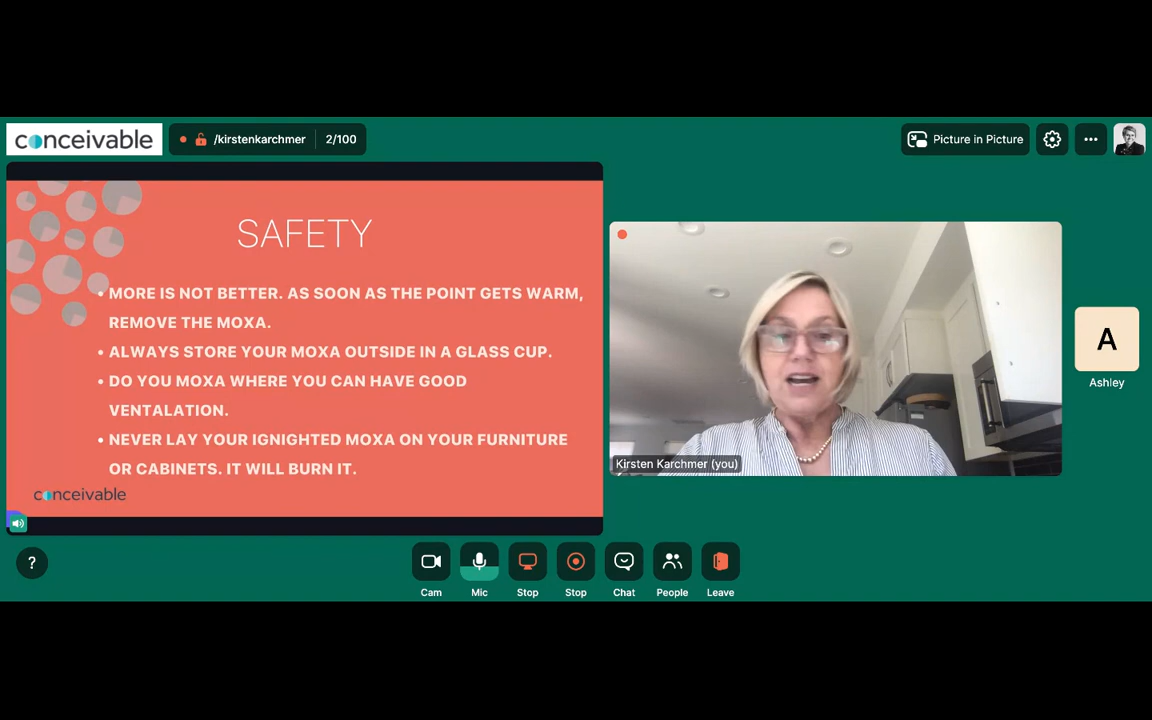 conceivable
/kirstenkarchmer
2/100
Picture in Picture
SAFETY
• MORE IS NOT BETTER. AS SOON AS THE POINT GETS WARM,
REMOVE THE MOXA.
• ALWAYS STORE YOUR MOXA OUTSIDE IN A GLASS CUP.
• DO YOU MOXA WHERE YOU CAN HAVE GOOD
VENTALATION.
• NEVER LAY YOUR IGNIGHTED MOXA ON YOUR FURNITURE
OR CABINETS. IT WILL BURN IT.
conceivable
Kirsten Karchmer (you)
A
Ashley
?
Cam
Mic
Stop
Stop
Chat
People
Leave